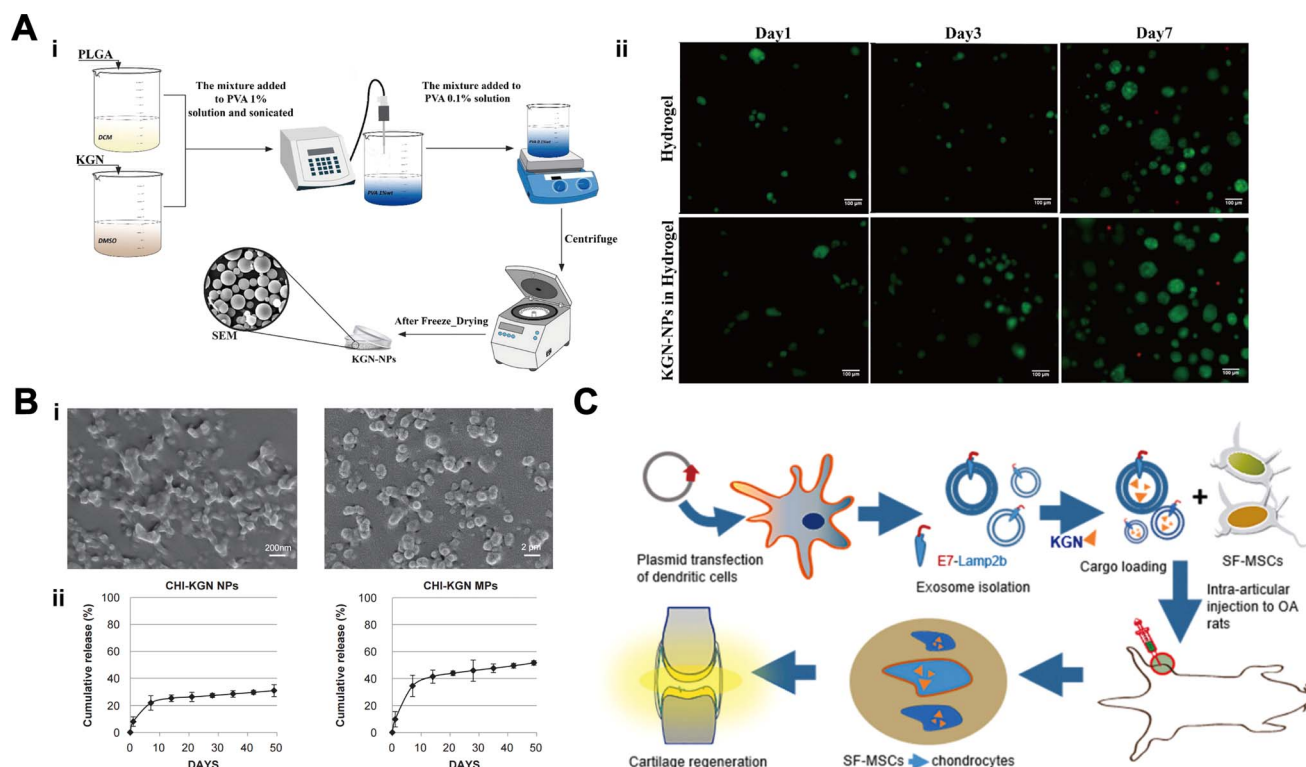 A
i
PLGA
DCM
KGN
DMSO
The mixture added
to PVA 1%
solution and sonicated
The mixture added to
PVA 0.1% solution
Centrifuge
After Freeze_Drying
KGN-NPs
SEM
ii
Day1
Day3
Day7
Hydrogel
100 µm
100 µm
100 µm
KGN-NPs in Hydrogel
100 µm
100 µm
100 µm
B
i
200nm
2 µm
ii
CHI-KGN NPs
Cumulative release (%)
100
80
60
40
20
0
0 10 20 30 40 50
DAYS
CHI-KGN MPs
Cumulative release (%)
100
80
60
40
20
0
0 10 20 30 40 50
DAYS
C
Plasmid transfection
of dendritic cells
E7-Lamp2b
Exosome isolation
KGN
Cargo loading
+
SF-MSCs
Intra-articular
injection to OA
rats
SF-MSCs
chondrocytes
Cartilage regeneration